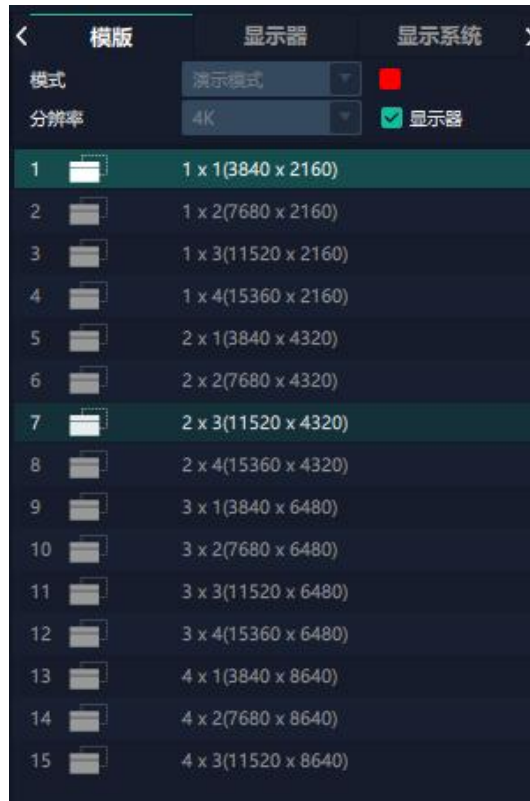 模版 显示器 显示系统
模式 演示模式
分辨率 4K 显示器
1 1 x 1(3840 x 2160)
2 1 x 2(7680 x 2160)
3 1 x 3(11520 x 2160)
4 1 x 4(15360 x 2160)
5 2 x 1(3840 x 4320)
6 2 x 2(7680 x 4320)
7 2 x 3(11520 x 4320)
8 2 x 4(15360 x 4320)
9 3 x 1(3840 x 6480)
10 3 x 2(7680 x 6480)
11 3 x 3(11520 x 6480)
12 3 x 4(15360 x 6480)
13 4 x 1(3840 x 8640)
14 4 x 2(7680 x 8640)
15 4 x 3(11520 x 8640)